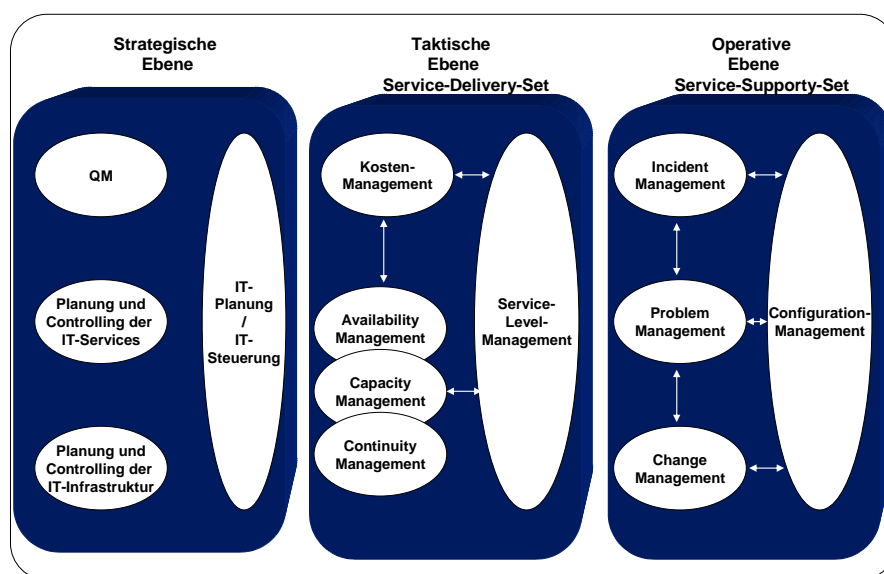 Strategische
Ebene
QM
Planung und
Controlling der
IT-Services
Planung und
Controlling der
IT-Infrastruktur
IT-
Planung
/
IT-
Steuerung
Taktische
Ebene
Service-Delivery-Set
Kosten-
Management
Availability
Management
Capacity
Management
Continuity
Management
Service-
Level-
Management
Operative
Ebene
Service-Supporty-Set
Incident
Management
Problem
Management
Change
Management
Configuration-
Management